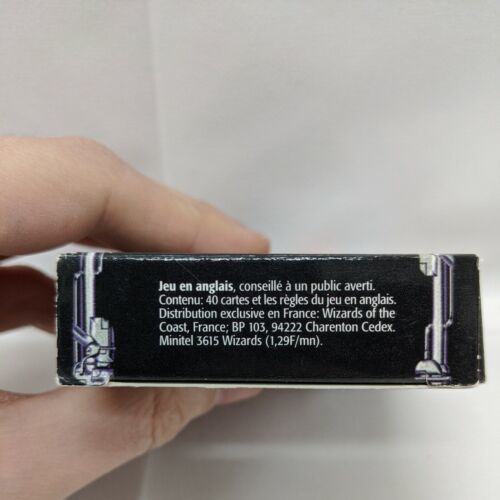 Jeu en anglais, conseillé à un public averti.
Contenu: 40 cartes et les règles du jeu en anglais.
Distribution exclusive en France: Wizards of the
Coast, France; BP 103, 94222 Charenton Cedex.
Minitel 3615 Wizards (1,29F/mn).